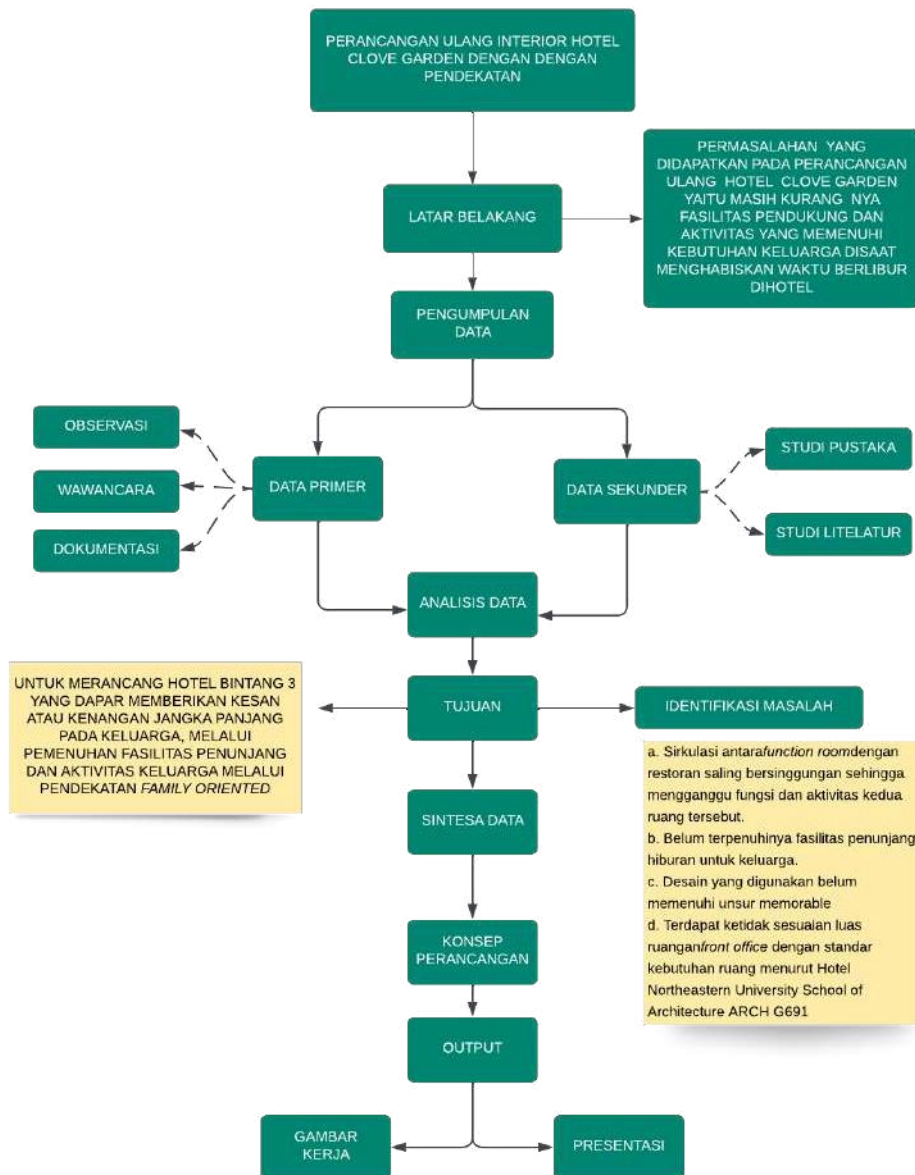 PERANCANGAN ULANG INTERIOR HOTEL
CLOVE GARDEN DENGAN DENGAN
PENDEKATAN
PERMASALAHAN YANG
DIDAPATKAN PADA PERANCANGAN
ULANG HOTEL CLOVE GARDEN
YAITU MASIH KURANG NYA
FASILITAS PENDUKUNG DAN
AKTIVITAS YANG MEMENUHI
KEBUTUHAN KELUARGA DISAAT
MENGHABISKAN WAKTU BERLIBUR
DIHOTEL
LATAR BELAKANG
PENGUMPULAN
DATA
OBSERVASI
WAWANCARA
DOKUMENTASI
DATA PRIMER
DATA SEKUNDER
STUDI PUSTAKA
STUDI LITELATUR
ANALISIS DATA
UNTUK MERANCANG HOTEL BINTANG 3
YANG DAPAR MEMBERIKAN KESAN
ATAU KENANGAN JANGKA PANJANG
PADA KELUARGA, MELALUI
PEMENUHAN FASILITAS PENUNJANG
DAN AKTIVITAS KELUARGA MELALUI
PENDEKATAN FAMILY ORIENTED
TUJUAN
IDENTIFIKASI MASALAH
a. Sirkulasi antarafunction roomdengan
restoran saling bersinggungan sehingga
mengganggu fungsi dan aktivitas kedua
ruang tersebut.
b. Belum terpenuhinya fasilitas penunjang
hiburan untuk keluarga.
c. Desain yang digunakan belum
memenuhi unsur memorable
d. Terdapat ketidak sesuaian luas
ruanganfront office dengan standar
kebutuhan ruang menurut Hotel
Northeastern University School of
Architecture ARCH G691
SINTESA DATA
KONSEP
PERANCANGAN
OUTPUT
GAMBAR
KERJA
PRESENTASI